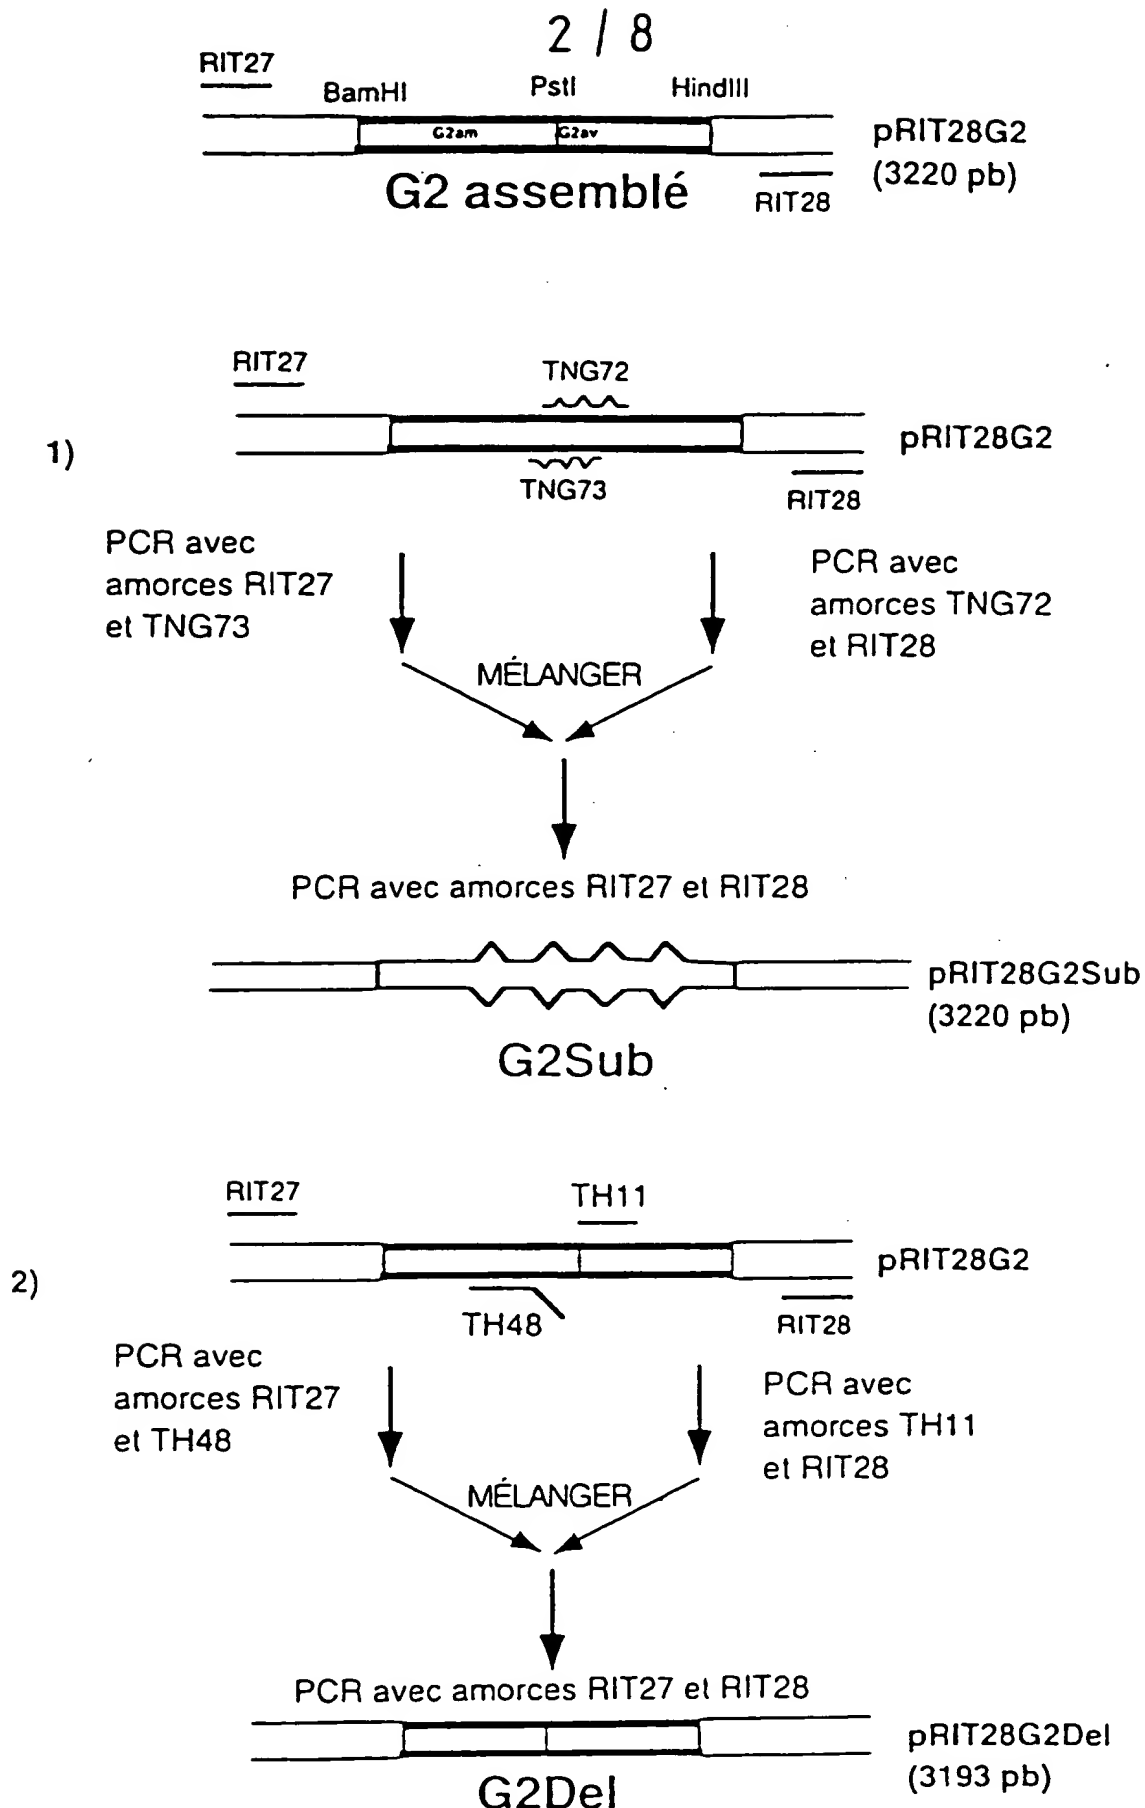 2 / 8
RIT27
BamHI
PstI
HindIII
G2am
G2av
pRIT28G2
(3220 pb)
G2 assemblé
RIT28
RIT27
TNG72
1)
pRIT28G2
TNG73
RIT28
PCR avec
amorces RIT27
et TNG73
PCR avec
amorces TNG72
et RIT28
MÉLANGER
PCR avec amorces RIT27 et RIT28
pRIT28G2Sub
(3220 pb)
G2Sub
RIT27
TH11
2)
pRIT28G2
TH48
RIT28
PCR avec
amorces RIT27
et TH48
PCR avec
amorces TH11
et RIT28
MÉLANGER
PCR avec amorces RIT27 et RIT28
pRIT28G2Del
(3193 pb)
G2Del